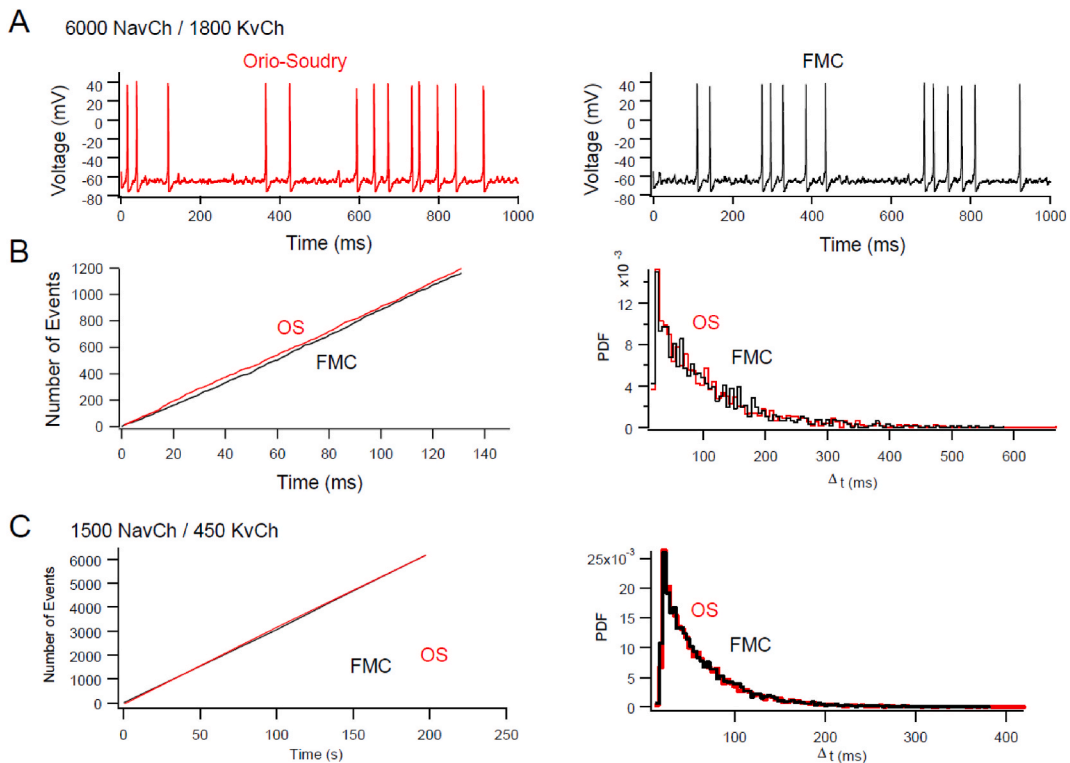 A
6000 NavCh / 1800 KvCh
Orio-Soudry
Voltage (mV)
40
20
0
-20
-40
-60
-80
0 200 400 600 800 1000
Time (ms)
FMC
Voltage (mV)
40
20
0
-20
-40
-60
-80
0 200 400 600 800 1000
Time (ms)
B
Number of Events
1200
1000
800
600
400
200
0
OS
FMC
0 20 40 60 80 100 120 140
Time (ms)
PDF
x10⁻³
12
8
4
0
OS
FMC
100 200 300 400 500 600
Δt (ms)
C
1500 NavCh / 450 KvCh
Number of Events
6000
5000
4000
3000
2000
1000
0
FMC
OS
0 50 100 150 200 250
Time (s)
PDF
25x10⁻³
20
15
10
5
0
OS
FMC
100 200 300 400
Δt (ms)